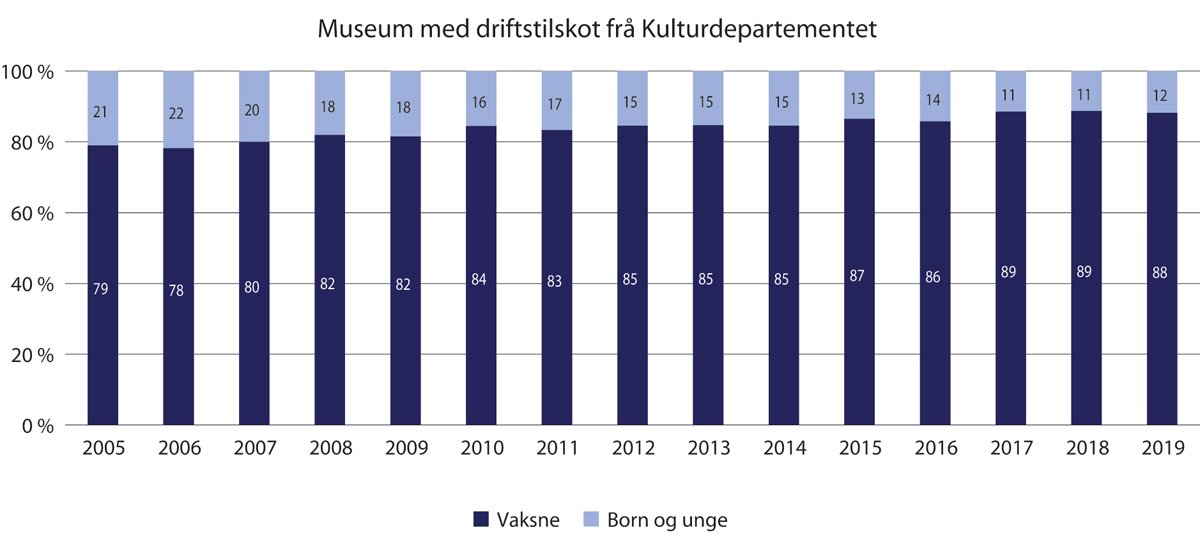 Museum med driftstilskot frå Kulturdepartementet
100 %
80 %
60 %
40 %
20 %
0 %
21 22 20 18 18 16 17 15 15 15 13 14 11 11 12
79 78 80 82 82 84 83 85 85 85 87 86 89 89 88
2005 2006 2007 2008 2009 2010 2011 2012 2013 2014 2015 2016 2017 2018 2019
Vaksne Born og unge